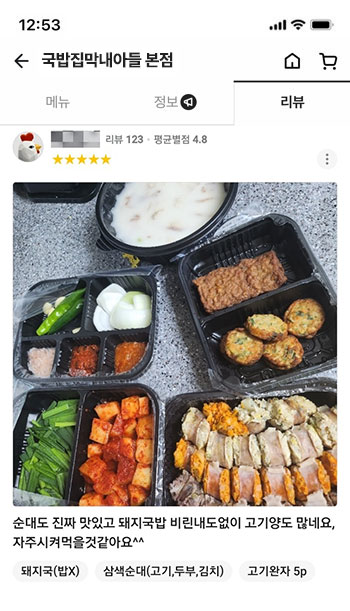 12:53
국밥집막내아들 본점
메뉴
정보
리뷰
리뷰 123 · 평균별점 4.8
순대도 진짜 맛있고 돼지국밥 비린내도없이 고기양도 많네요,
자주시켜먹을것같아요^^
돼지국(밥X)
삼색순대(고기,두부,김치)
고기완자 5p